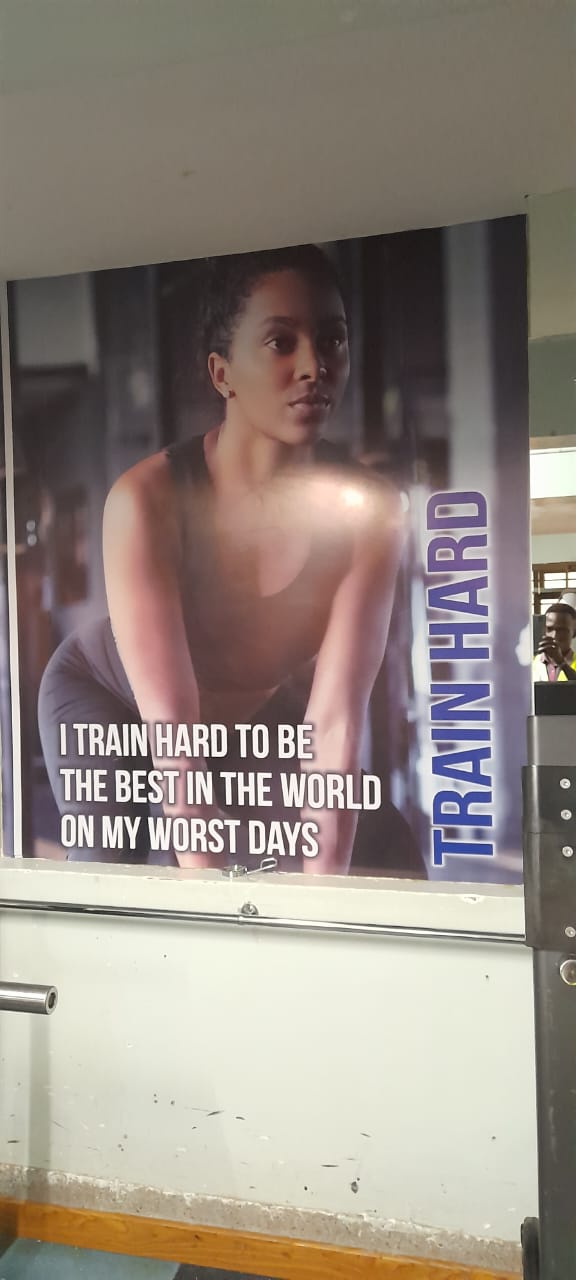 I TRAIN HARD TO BE
THE BEST IN THE WORLD
ON MY WORST DAYS
TRAIN HARD